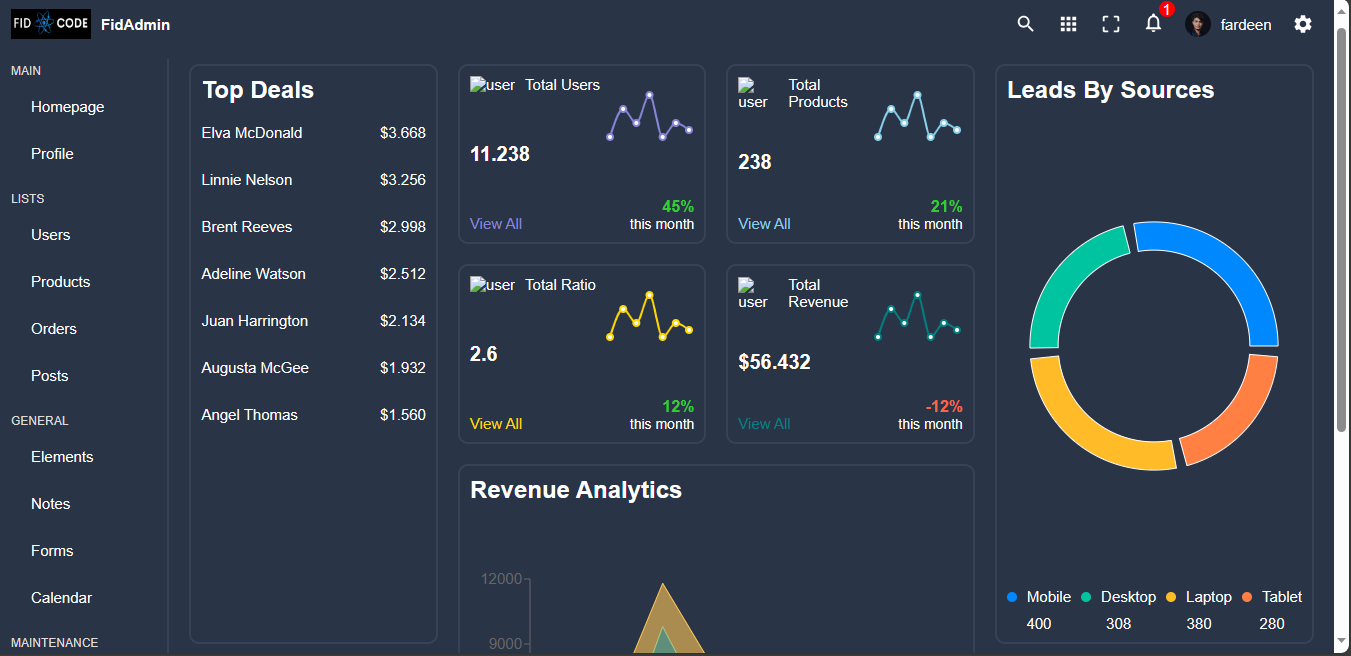 FID CODE FidAdmin
1
fardeen
MAIN
Homepage
Profile
LISTS
Users
Products
Orders
Posts
GENERAL
Elements
Notes
Forms
Calendar
MAINTENANCE
Top Deals
Elva McDonald $3.668
Linnie Nelson $3.256
Brent Reeves $2.998
Adeline Watson $2.512
Juan Harrington $2.134
Augusta McGee $1.932
Angel Thomas $1.560
user Total Users
11.238
45%
View All this month
user Total
Products
238
21%
View All this month
user Total Ratio
2.6
12%
View All this month
user Total
Revenue
$56.432
-12%
View All this month
Revenue Analytics
12000
9000
Leads By Sources
Mobile Desktop Laptop Tablet
400 308 380 280